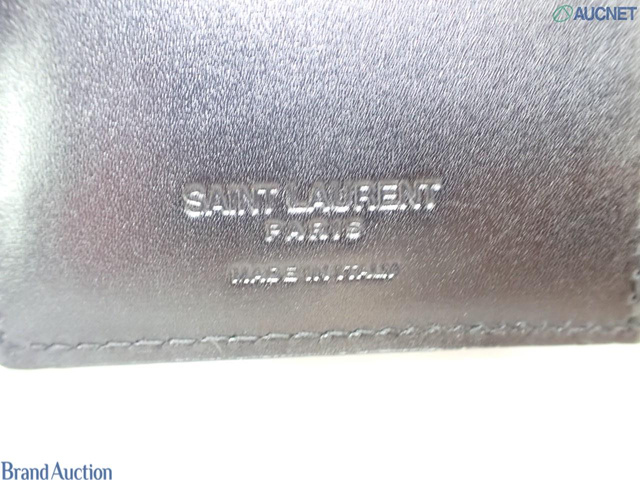 AUCNET
SAINT LAURENT
PARIS
MADE IN ITALY
Brand Auction